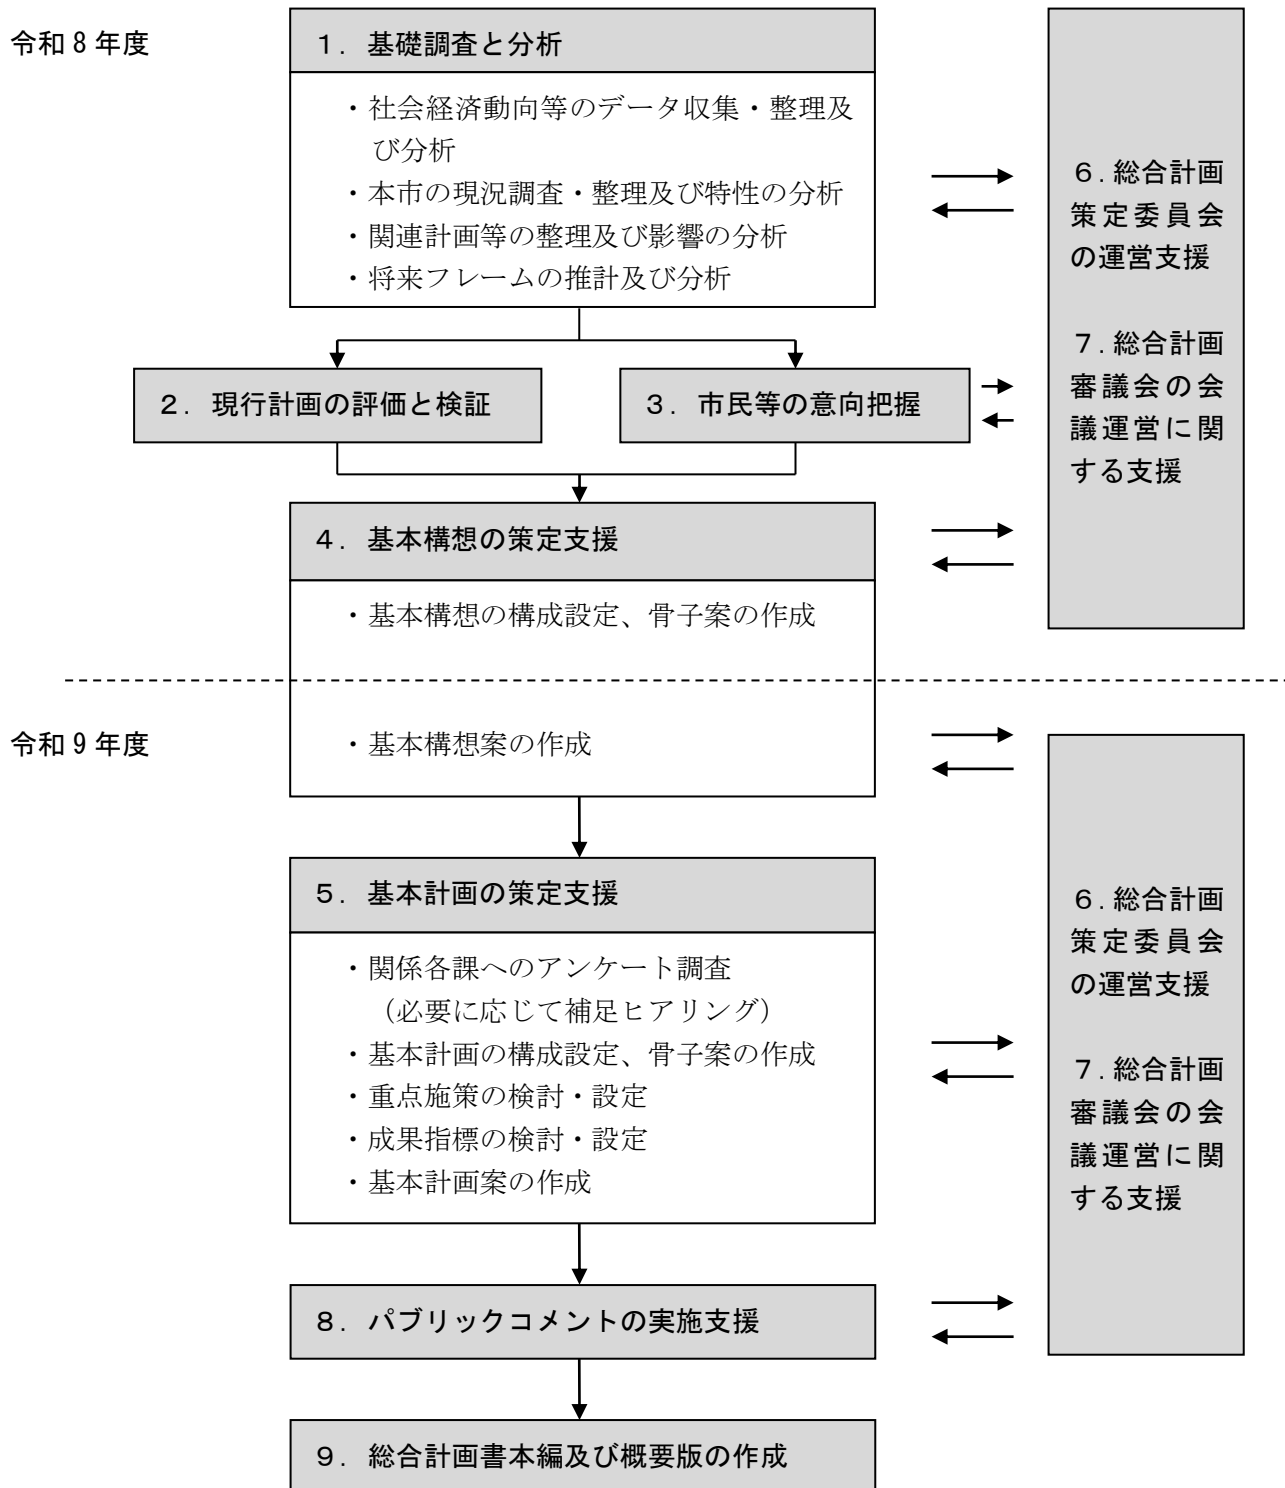 令和８年度
１．基礎調査と分析
・社会経済動向等のデータ収集・整理及
び分析
・本市の現況調査・整理及び特性の分析
・関連計画等の整理及び影響の分析
・将来フレームの推計及び分析
６．総合計画
策定委員会
の運営支援
７．総合計画
審議会の会
議運営に関
する支援
２．現行計画の評価と検証
３．市民等の意向把握
４．基本構想の策定支援
・基本構想の構成設定、骨子案の作成
令和９年度
・基本構想案の作成
５．基本計画の策定支援
・関係各課へのアンケート調査
（必要に応じて補足ヒアリング）
・基本計画の構成設定、骨子案の作成
・重点施策の検討・設定
・成果指標の検討・設定
・基本計画案の作成
６．総合計画
策定委員会
の運営支援
７．総合計画
審議会の会
議運営に関
する支援
８．パブリックコメントの実施支援
９．総合計画書本編及び概要版の作成